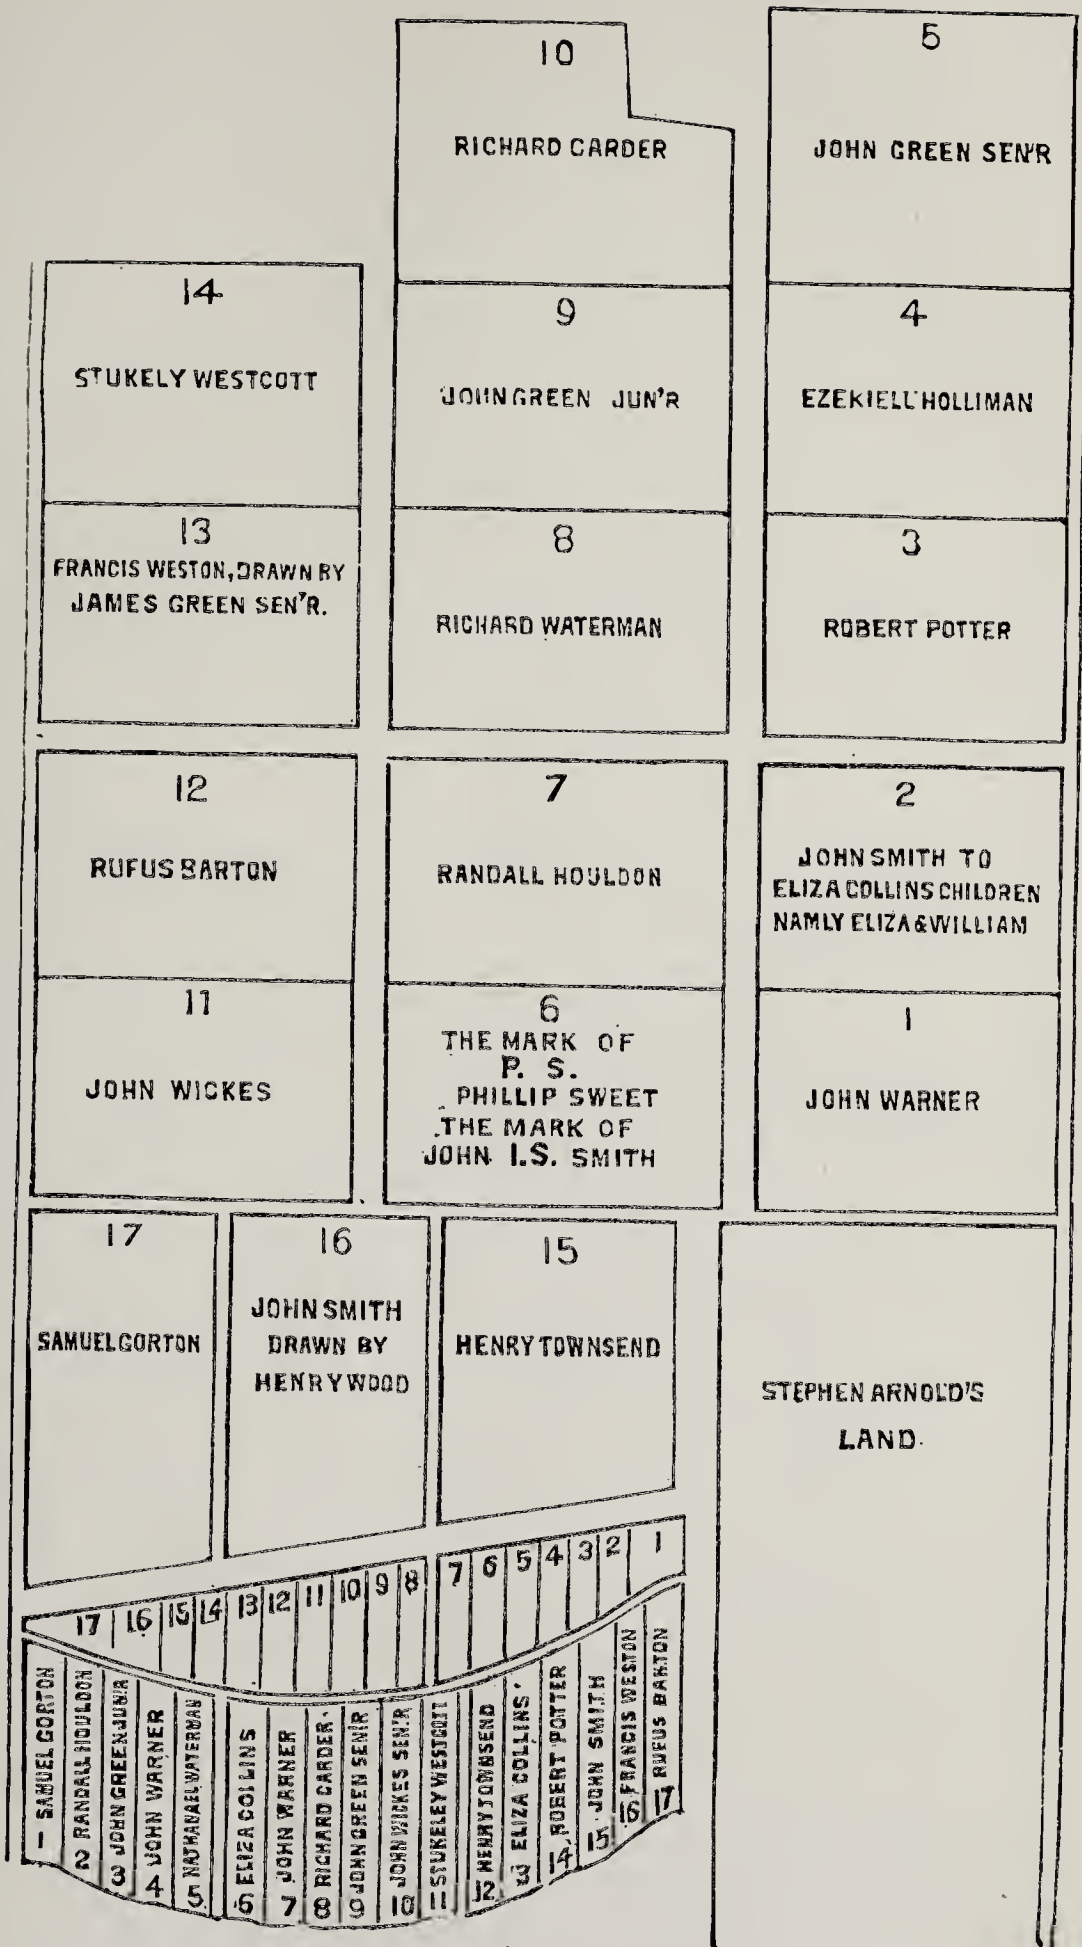 10
RICHARD CARDER
5
JOHN GREEN SEN'R
14
STUKELY WESTCOTT
9
JOHN GREEN JUN'R
4
EZEKIELL HOLLIMAN
13
FRANCIS WESTON, DRAWN BY
JAMES GREEN SEN'R.
8
RICHARD WATERMAN
3
ROBERT POTTER
12
RUFUS BARTON
7
RANDALL HOULDON
2
JOHN SMITH TO
ELIZA COLLINS CHILDREN
NAMLY ELIZA & WILLIAM
11
JOHN WICKES
6
THE MARK OF
P. S.
PHILLIP SWEET
THE MARK OF
JOHN I.S. SMITH
1
JOHN WARNER
17
SAMUEL GORTON
16
JOHN SMITH
DRAWN BY
HENRY WOOD
15
HENRY TOWNSEND
STEPHEN ARNOLD'S
LAND.
17 16 15 14 13 12 11 10 9 8 7 6 5 4 3 2 1
1 SAMUEL GORTON
2 RANDALL HOULDON
3 JOHN GREEN JUN'R
4 JOHN WARNER
5 NATHANAEL WATERMAN
6 ELIZA COLLINS
7 JOHN WARNER
8 RICHARD CARDER.
9 JOHN GREEN SEN'R
10 JOHN WICKES SEN'R
11 STUKELEY WESTCOTT
12 HENRY TOWNSEND
3 ELIZA COLLINS'
14 ROBERT POTTER
15 JOHN SMITH
16 FRANCIS WESTON
17 RUFUS BARTON